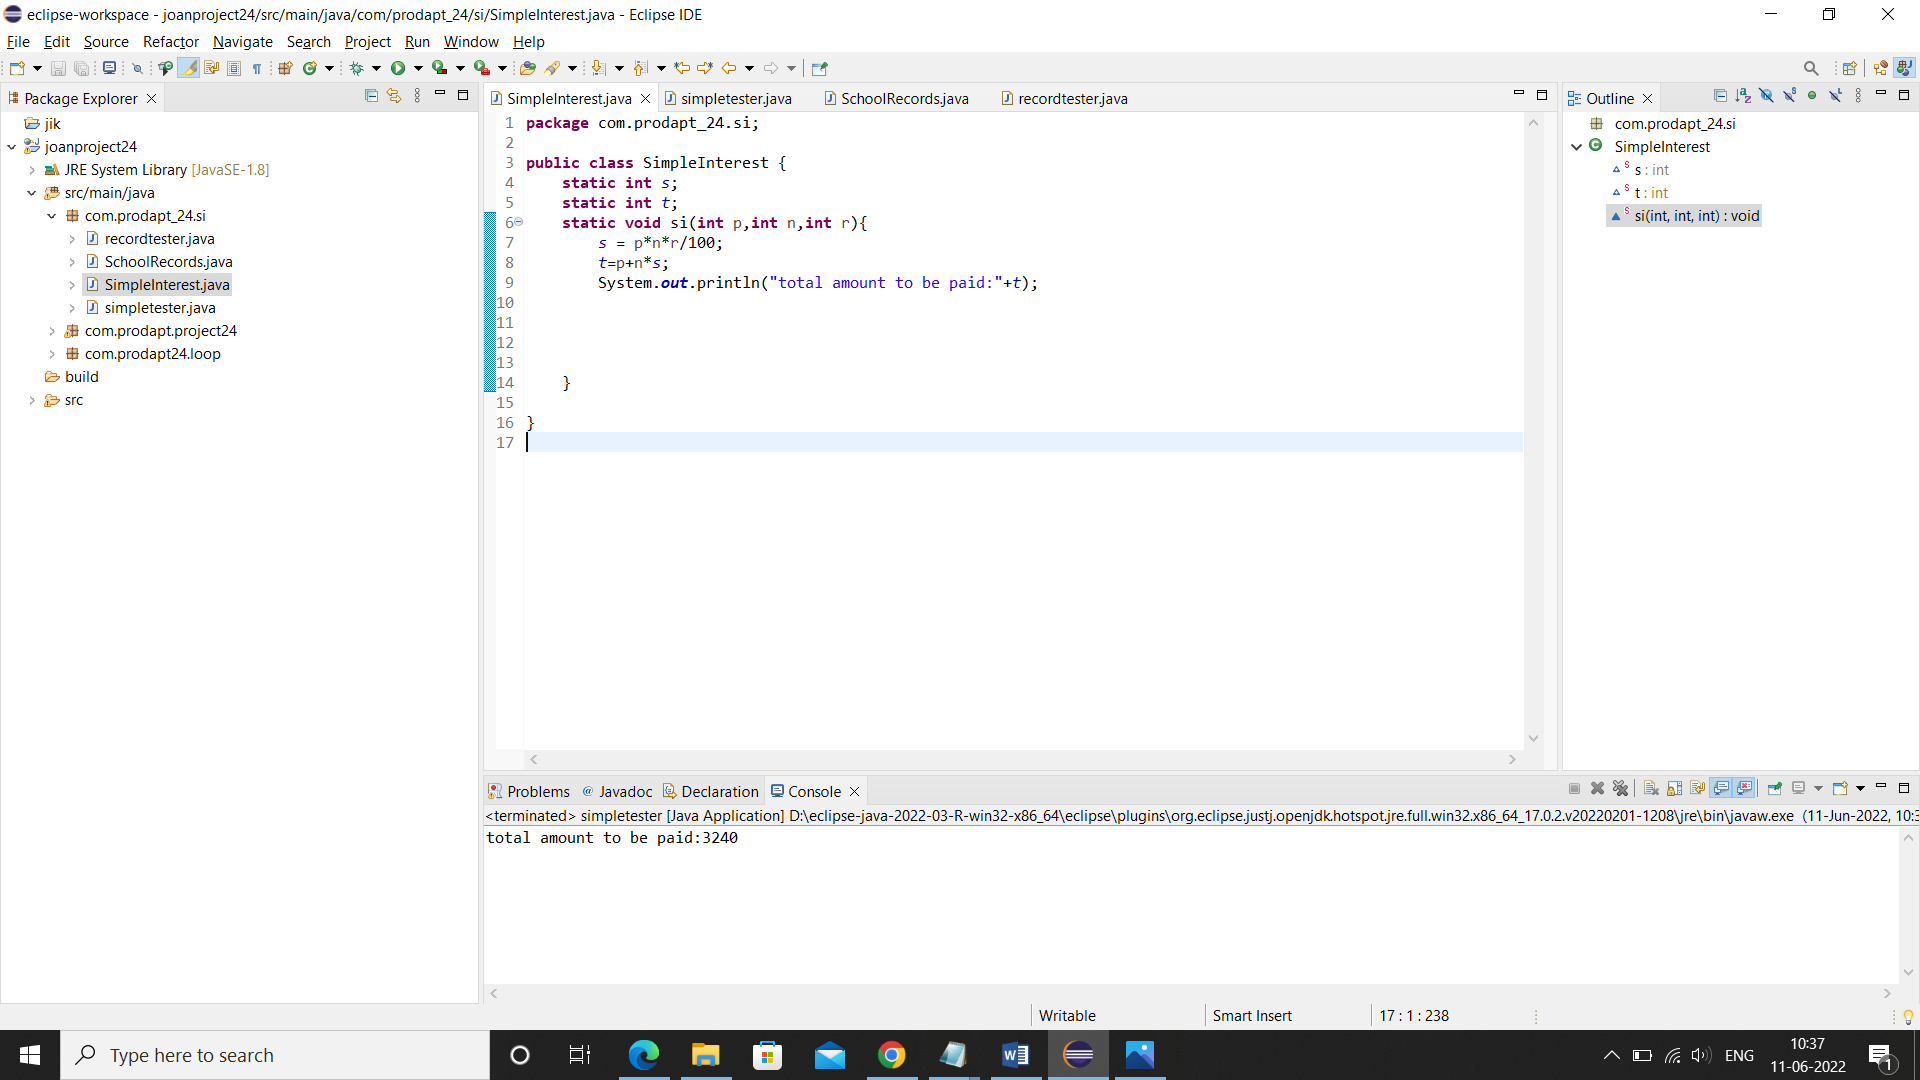 eclipse-workspace - joanproject24/src/main/java/com/prodapt_24/si/SimpleInterest.java - Eclipse IDE
File Edit Source Refactor Navigate Search Project Run Window Help
Package Explorer
jik
joanproject24
JRE System Library [JavaSE-1.8]
src/main/java
com.prodapt_24.si
recordtester.java
SchoolRecords.java
SimpleInterest.java
simpletester.java
com.prodapt.project24
com.prodapt24.loop
build
src
SimpleInterest.java simpletester.java SchoolRecords.java recordtester.java
1 package com.prodapt_24.si;
2
3 public class SimpleInterest {
4 static int s;
5 static int t;
6 static void si(int p,int n,int r){
7 s = p*n*r/100;
8 t=p+n*s;
9 System.out.println("total amount to be paid:"+t);
10
11
12
13
14 }
15
16 }
17
Outline
com.prodapt_24.si
SimpleInterest
s : int
t : int
si(int, int, int) : void
Problems @ Javadoc Declaration Console
<terminated> simpletester [Java Application] D:\eclipse-java-2022-03-R-win32-x86_64\eclipse\plugins\org.eclipse.justj.openjdk.hotspot.jre.full.win32.x86_64_17.0.2.v20220201-1208\jre\bin\javaw.exe (11-Jun-2022, 10:3
total amount to be paid:3240
Writable Smart Insert 17 : 1 : 238
Type here to search
ENG
10:37
11-06-2022
1